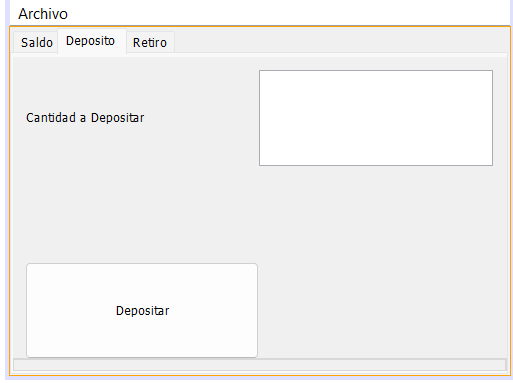 Archivo
Saldo Deposito Retiro
Cantidad a Depositar
Depositar